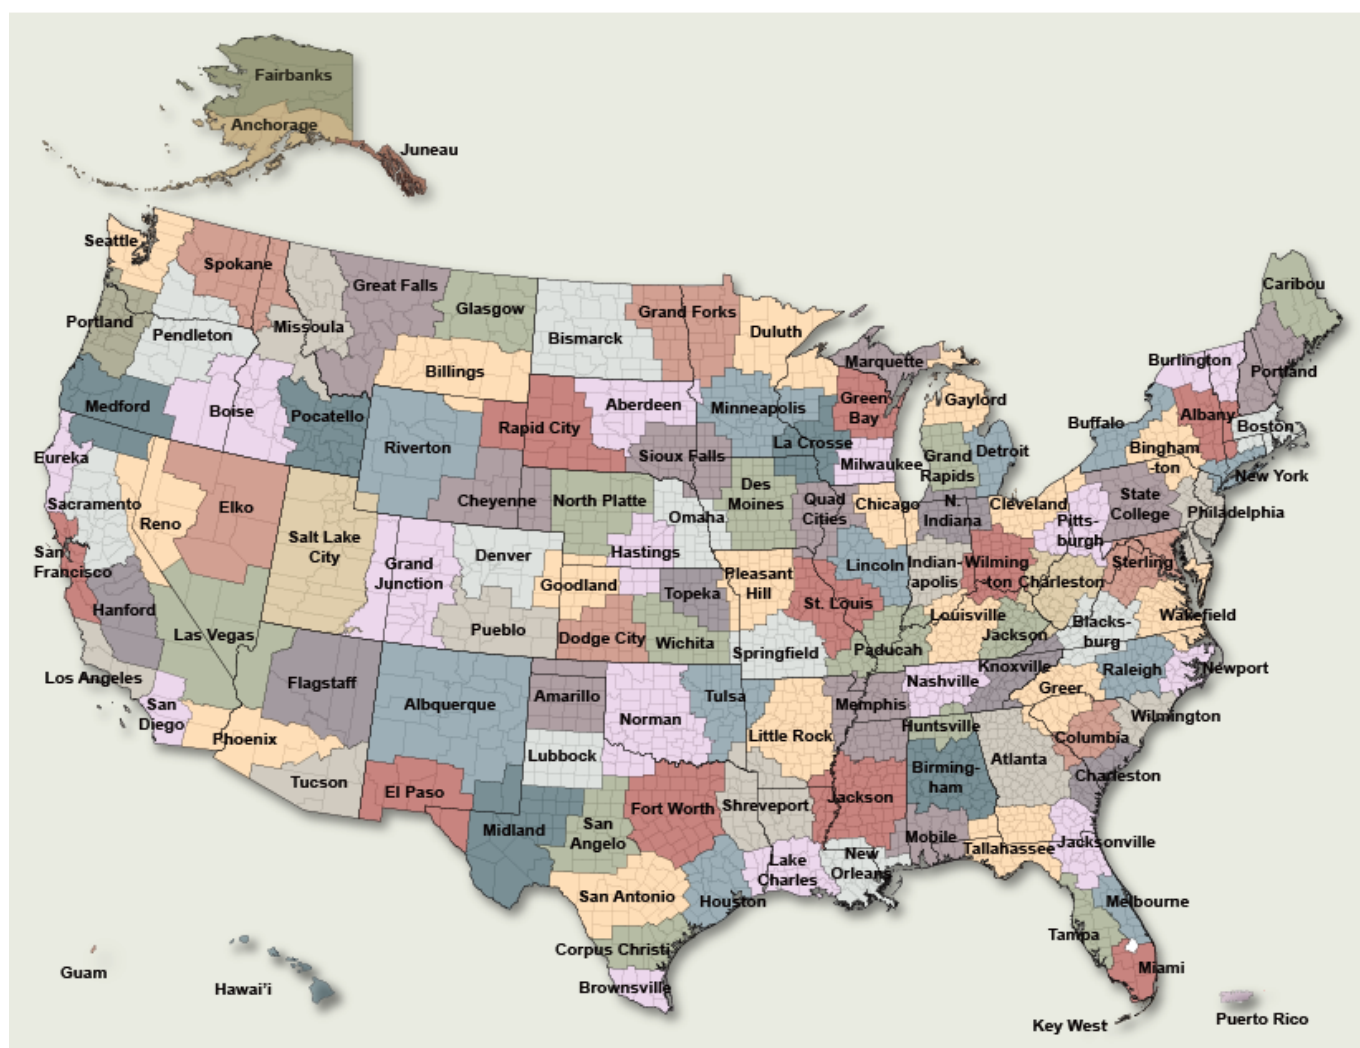 Fairbanks
Anchorage
Juneau
Seattle
Spokane
Great Falls
Glasgow
Caribou
Portland
Pendleton
Missoula
Bismarck
Grand Forks
Duluth
Marquette
Burlington
Portland
Billings
Medford
Boise
Pocatello
Riverton
Rapid City
Aberdeen
Minneapolis
Green
Bay
Gaylord
Buffalo
Albany
Boston
Eureka
Sioux Falls
La Crosse
Milwaukee
Grand
Rapids
Detroit
Bingham
-ton
New York
Sacramento
Reno
Elko
Cheyenne
North Platte
Omaha
Des
Moines
Quad
Cities
Chicago
N.
Indiana
Cleveland
Pitts-
burgh
State
College
Philadelphia
San
Francisco
Salt Lake
City
Grand
Junction
Denver
Hastings
Goodland
Topeka
Pleasant
Hill
Lincoln
Indian-
apolis
Wilming
-ton
Charleston
Sterling
Hanford
Las Vegas
Pueblo
Dodge City
Wichita
St. Louis
Louisville
Wakefield
Springfield
Paducah
Jackson
Blacks-
burg
Los Angeles
Flagstaff
Albquerque
Amarillo
Norman
Tulsa
Memphis
Nashville
Knoxville
Raleigh
Newport
San
Diego
Phoenix
Tucson
Lubbock
Little Rock
Huntsville
Greer
Wilmington
Columbia
El Paso
Fort Worth
Shreveport
Jackson
Birming-
ham
Atlanta
Charleston
Midland
San
Angelo
Mobile
Tallahassee
Jacksonville
San Antonio
Houston
Lake
Charles
New
Orleans
Melbourne
Tampa
Corpus Christi
Miami
Guam
Hawai'i
Brownsville
Key West
Puerto Rico